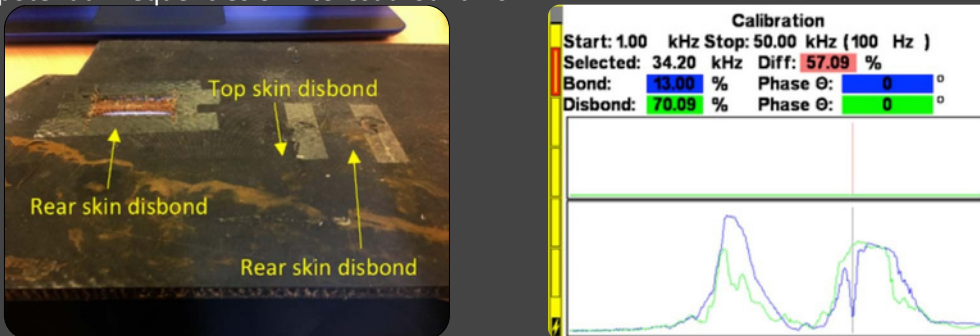 Top skin disbond
Rear skin disbond
Rear skin disbond
Calibration
Start: 1.00 kHz Stop: 50.00 kHz (100 Hz )
Selected: 34.20 kHz Diff: 57.09 %
Bond: 13.00 % Phase Θ: 0 °
Disbond: 70.09 % Phase Θ: 0 °